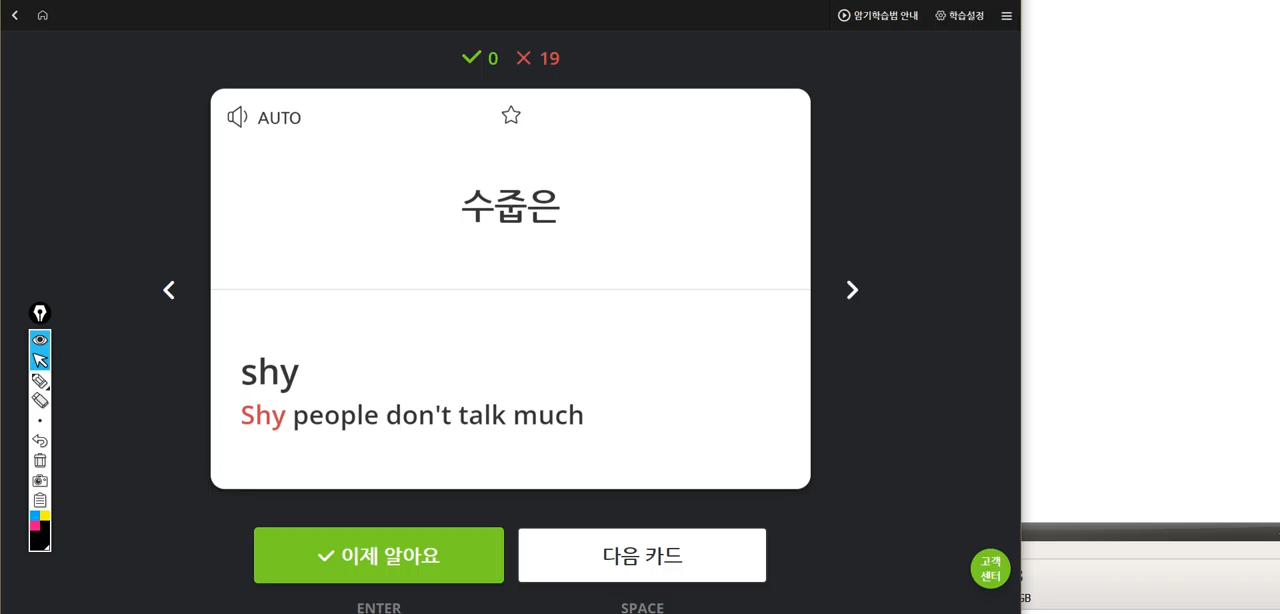 암기학습법 안내 학습설정
0 19
AUTO
수줍은
shy
Shy people don't talk much
이제 알아요 다음 카드
고객
센터
GB
ENTER SPACE